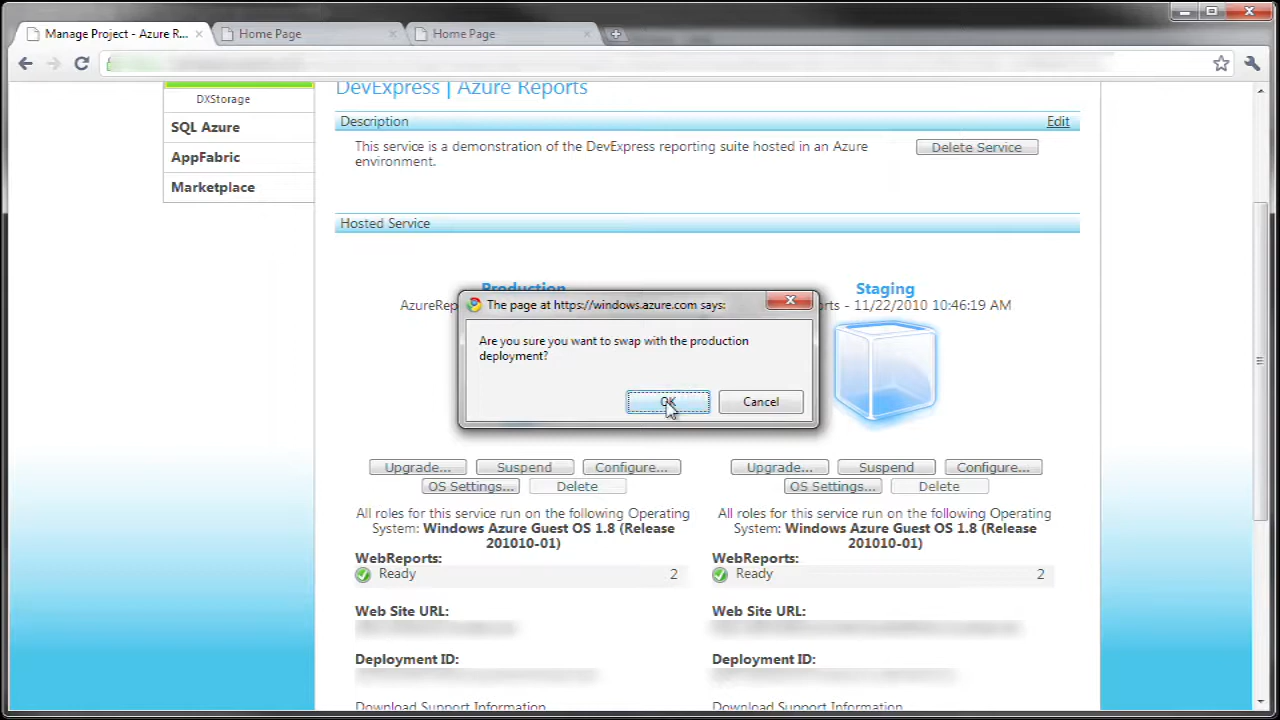 Manage Project - Azure R...
Home Page
Home Page
DevExpress | Azure Reports
DXStorage
SQL Azure
AppFabric
Marketplace
Description
Edit
This service is a demonstration of the DevExpress reporting suite hosted in an Azure
environment.
Delete Service
Hosted Service
Production
Staging
AzureRep
rts - 11/22/2010 10:46:19 AM
The page at https://windows.azure.com says:
Are you sure you want to swap with the production
deployment?
OK
Cancel
Upgrade...
Suspend
Configure...
OS Settings...
Delete
Upgrade...
Suspend
Configure...
OS Settings...
Delete
All roles for this service run on the following Operating
System: Windows Azure Guest OS 1.8 (Release
201010-01)
WebReports:
Ready
2
Web Site URL:
Deployment ID:
Download Support Information
All roles for this service run on the following Operating
System: Windows Azure Guest OS 1.8 (Release
201010-01)
WebReports:
Ready
2
Web Site URL:
Deployment ID:
Download Support Information